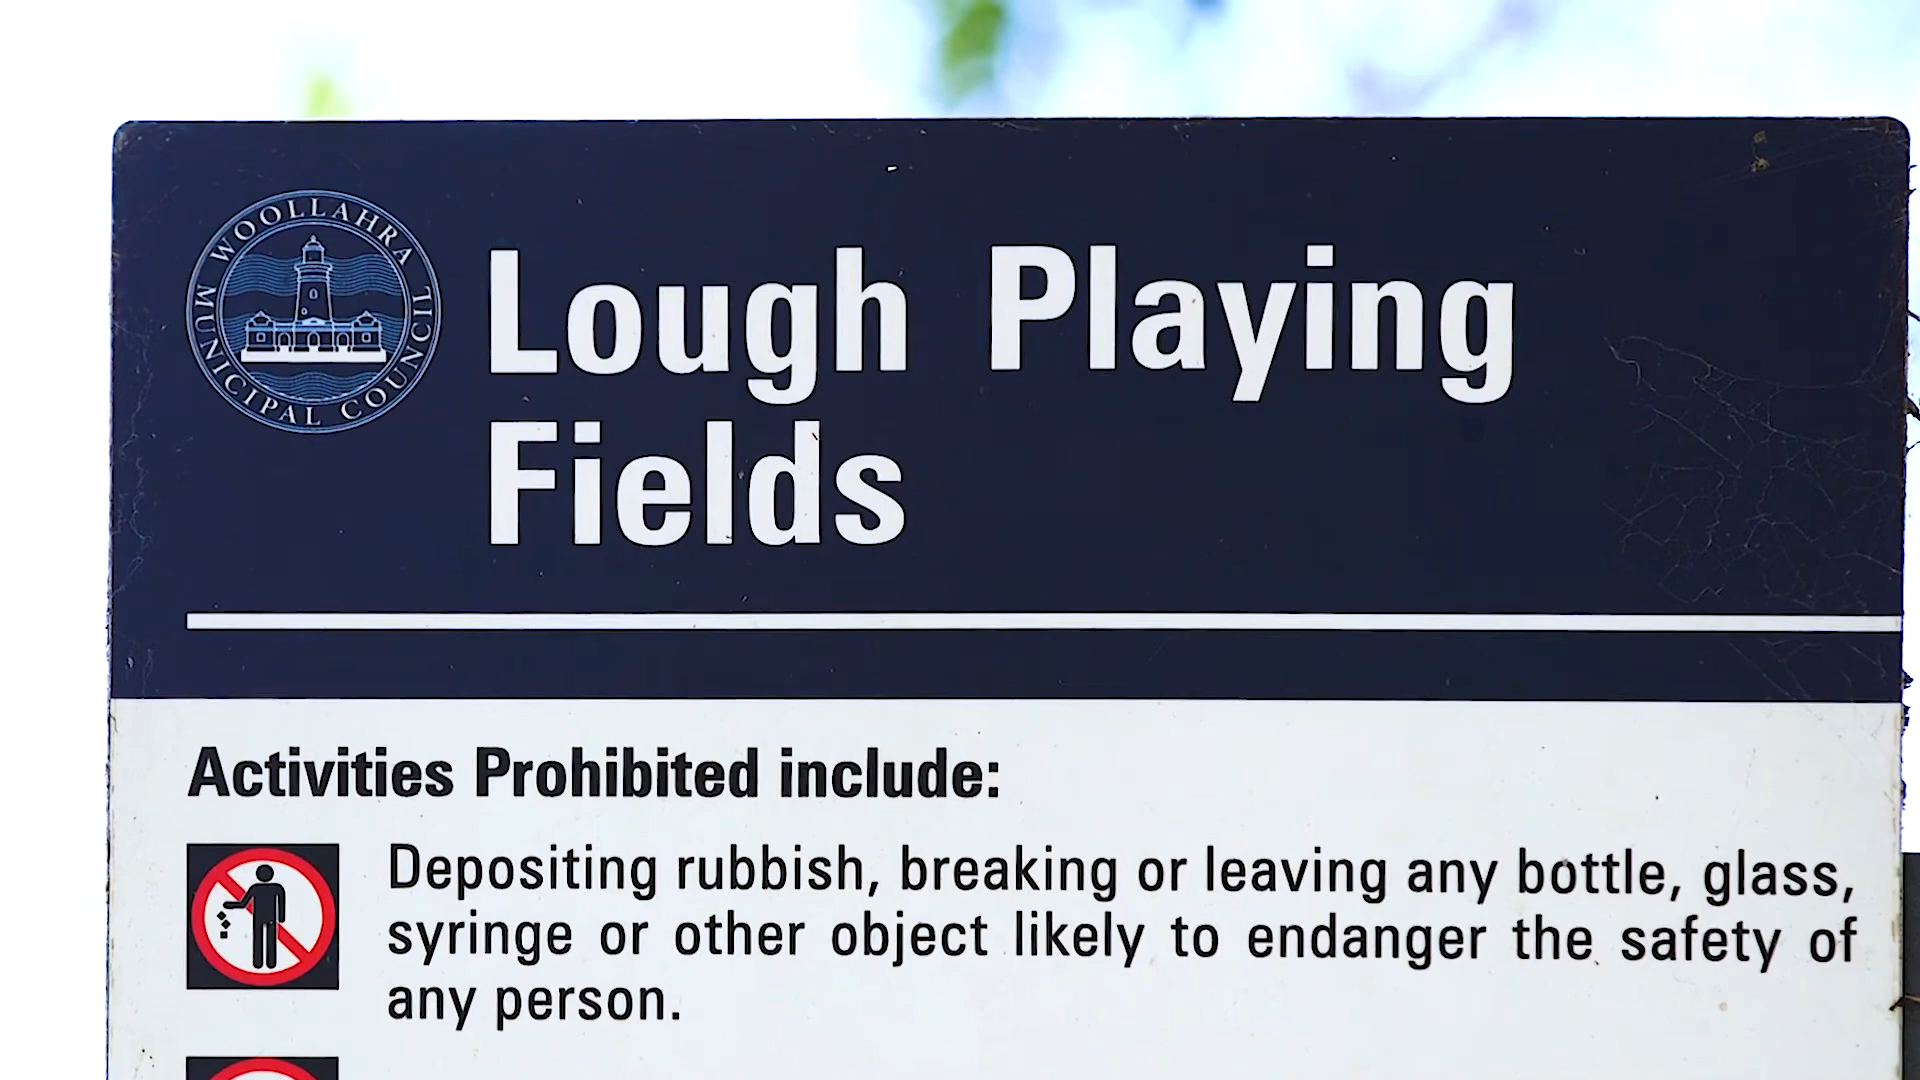 WOOLLAHRA
MUNICIPAL COUNCIL
Lough Playing
Fields
Activities Prohibited include:
Depositing rubbish, breaking or leaving any bottle, glass,
syringe or other object likely to endanger the safety of
any person.